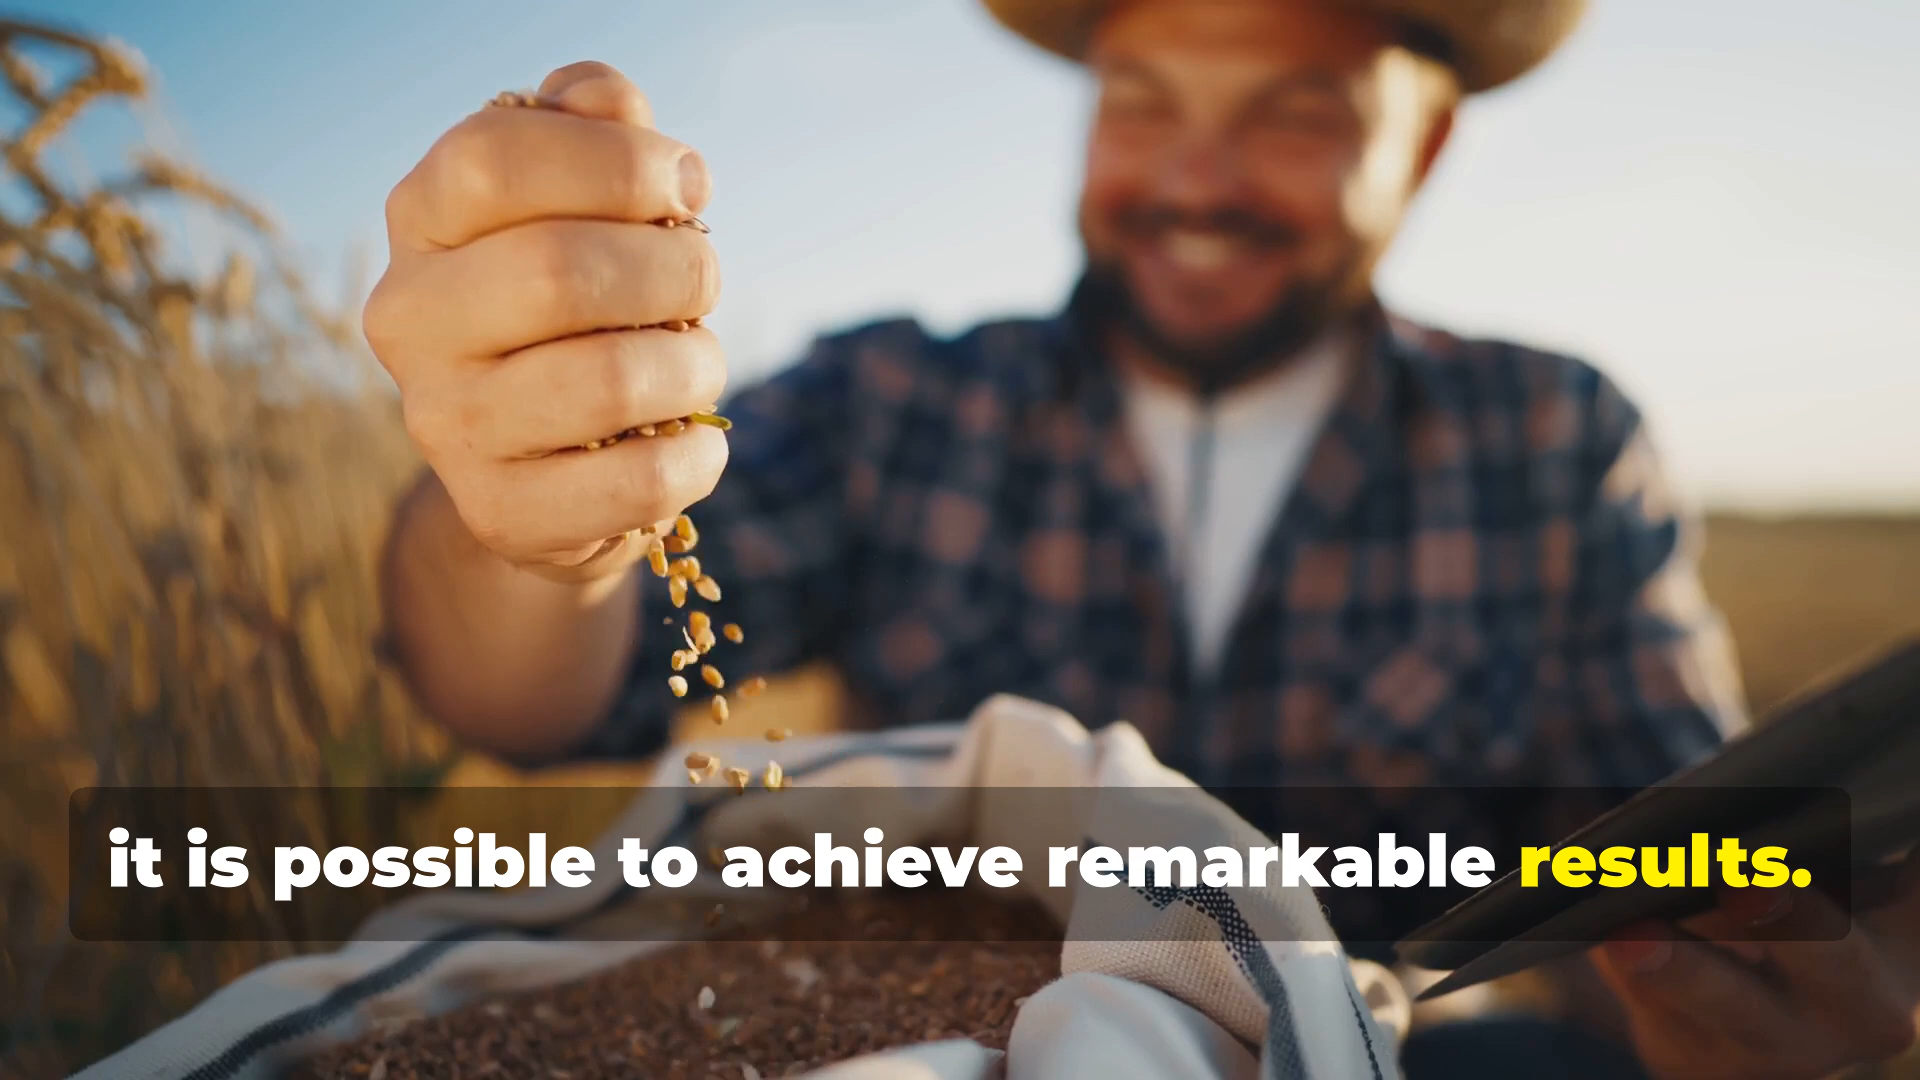 it is possible to achieve remarkable results.